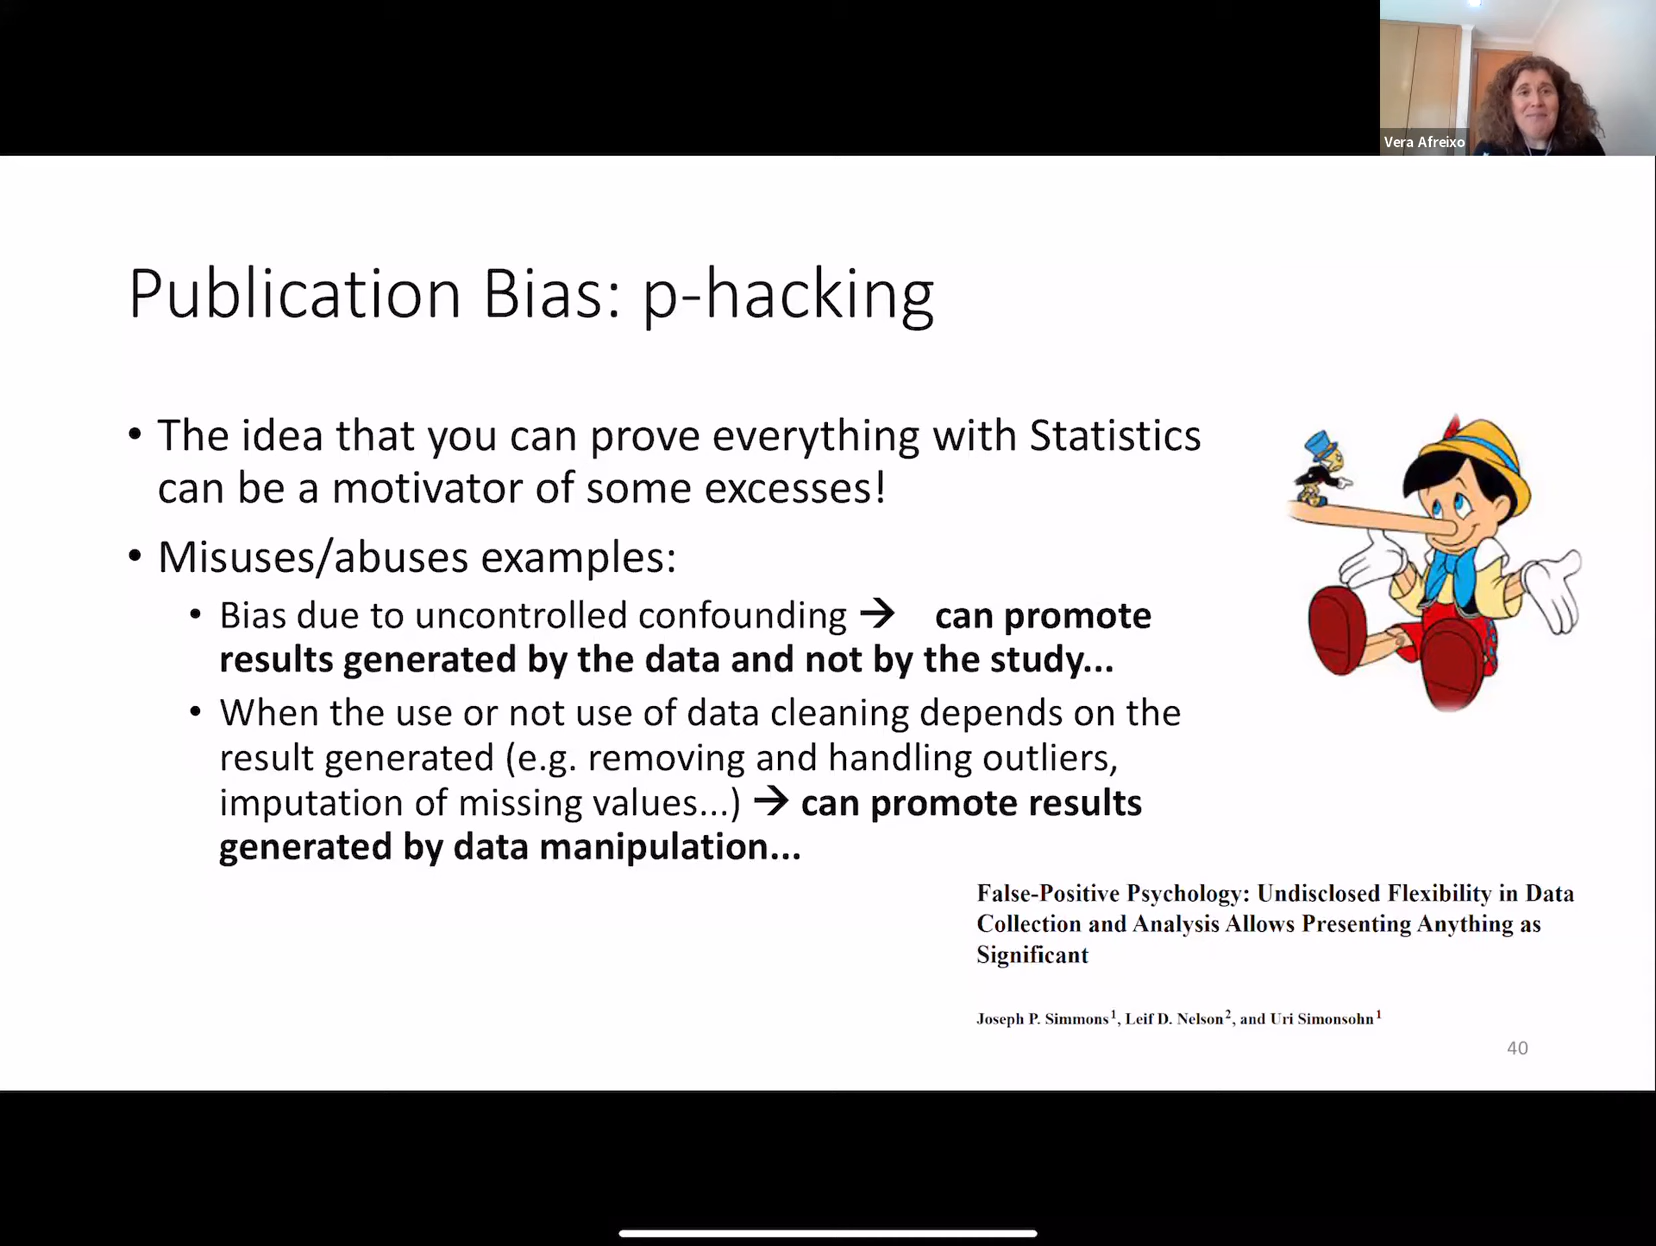 Vera Afreixo
Publication Bias: p-hacking
• The idea that you can prove everything with Statistics
can be a motivator of some excesses!
• Misuses/abuses examples:
• Bias due to uncontrolled confounding → can promote
results generated by the data and not by the study...
• When the use or not use of data cleaning depends on the
result generated (e.g. removing and handling outliers,
imputation of missing values...) → can promote results
generated by data manipulation...
False-Positive Psychology: Undisclosed Flexibility in Data
Collection and Analysis Allows Presenting Anything as
Significant
Joseph P. Simmons¹, Leif D. Nelson², and Uri Simonsohn¹
40